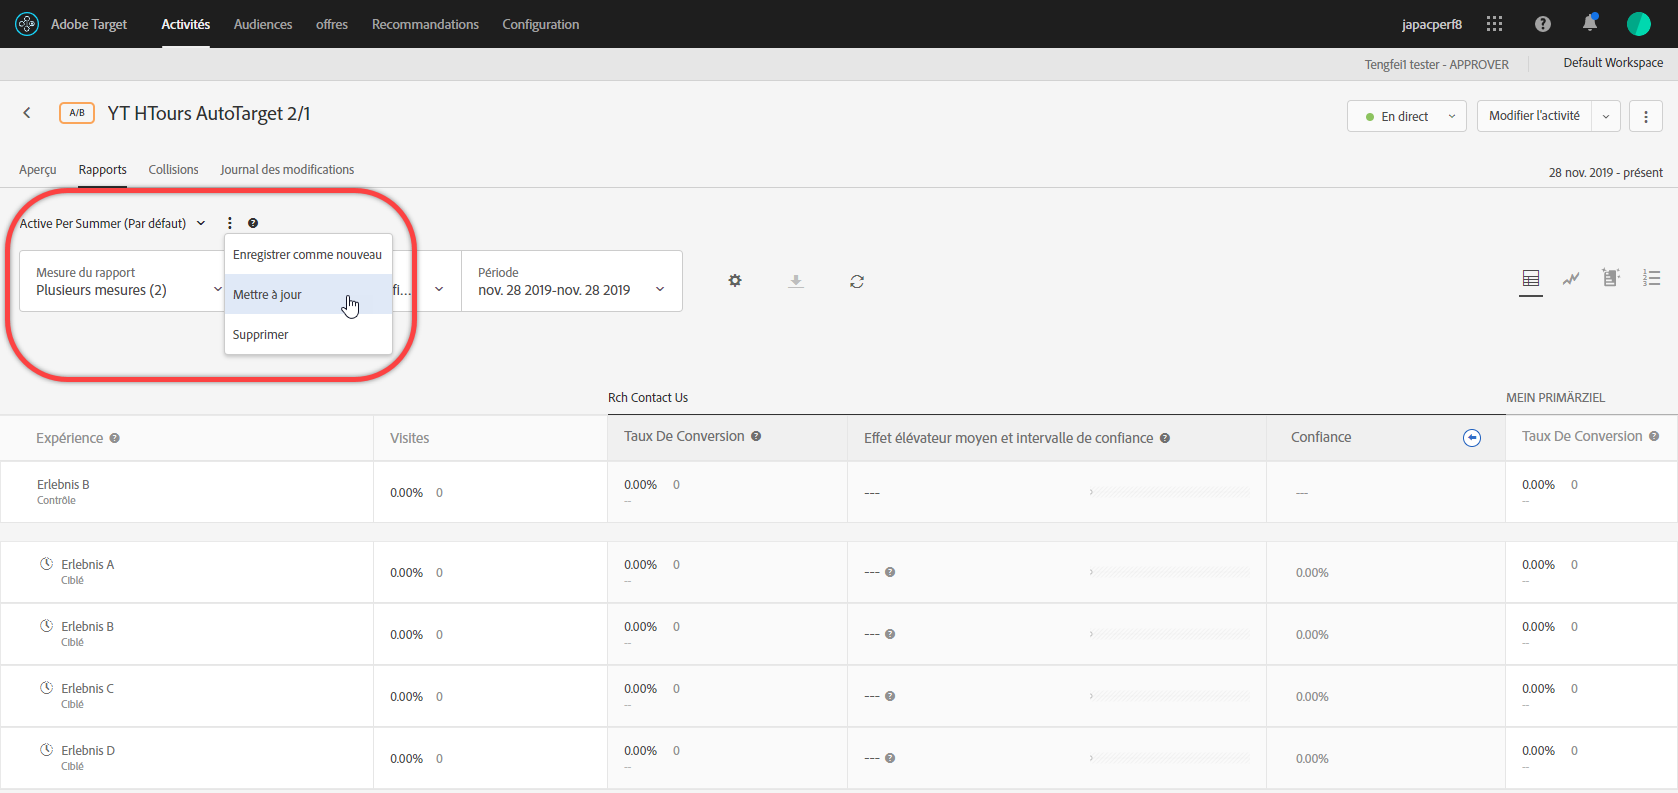 Adobe Target Activités Audiences offres Recommandations Configuration japacperf8
Tengfei1 tester - APPROVER Default Workspace
A/B YT HTours AutoTarget 2/1 En direct Modifier l'activité
Aperçu Rapports Collisions Journal des modifications
28 nov. 2019 - présent
Active Per Summer (Par défaut)
Enregistrer comme nouveau
Mettre à jour
Supprimer
Mesure du rapport
Plusieurs mesures (2)
fi...
Période
nov. 28 2019-nov. 28 2019
Rch Contact Us MEIN PRIMÄRZIEL
Expérience Visites Taux De Conversion Effet élévateur moyen et intervalle de confiance Confiance Taux De Conversion
Erlebnis B
Contrôle
0.00% 0 0.00% 0 --- --- 0.00% 0
-- --
Erlebnis A
Ciblé
0.00% 0 0.00% 0 --- 0.00% 0.00% 0
-- --
Erlebnis B
Ciblé
0.00% 0 0.00% 0 --- 0.00% 0.00% 0
-- --
Erlebnis C
Ciblé
0.00% 0 0.00% 0 --- 0.00% 0.00% 0
-- --
Erlebnis D
Ciblé
0.00% 0 0.00% 0 --- 0.00% 0.00% 0
-- --